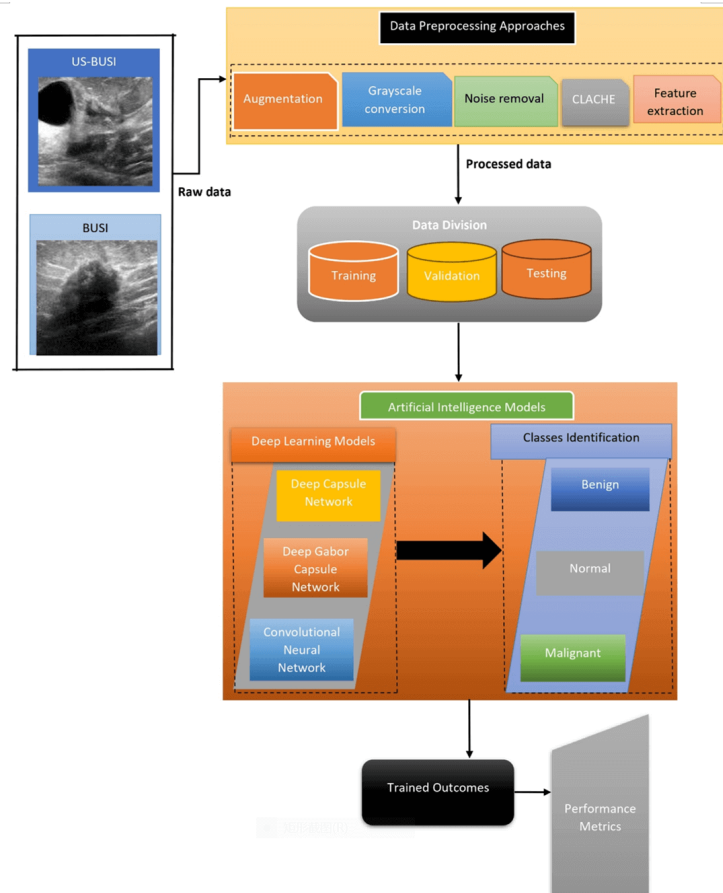 US-BUSI
BUSI
Raw data
Data Preprocessing Approaches
Augmentation
Grayscale
conversion
Noise removal
CLACHE
Feature
extraction
Processed data
Data Division
Training
Validation
Testing
Artificial Intelligence Models
Deep Learning Models
Deep Capsule
Network
Deep Gabor
Capsule
Network
Convolutional
Neural
Network
Classes Identification
Benign
Normal
Malignant
Trained Outcomes
Performance
Metrics